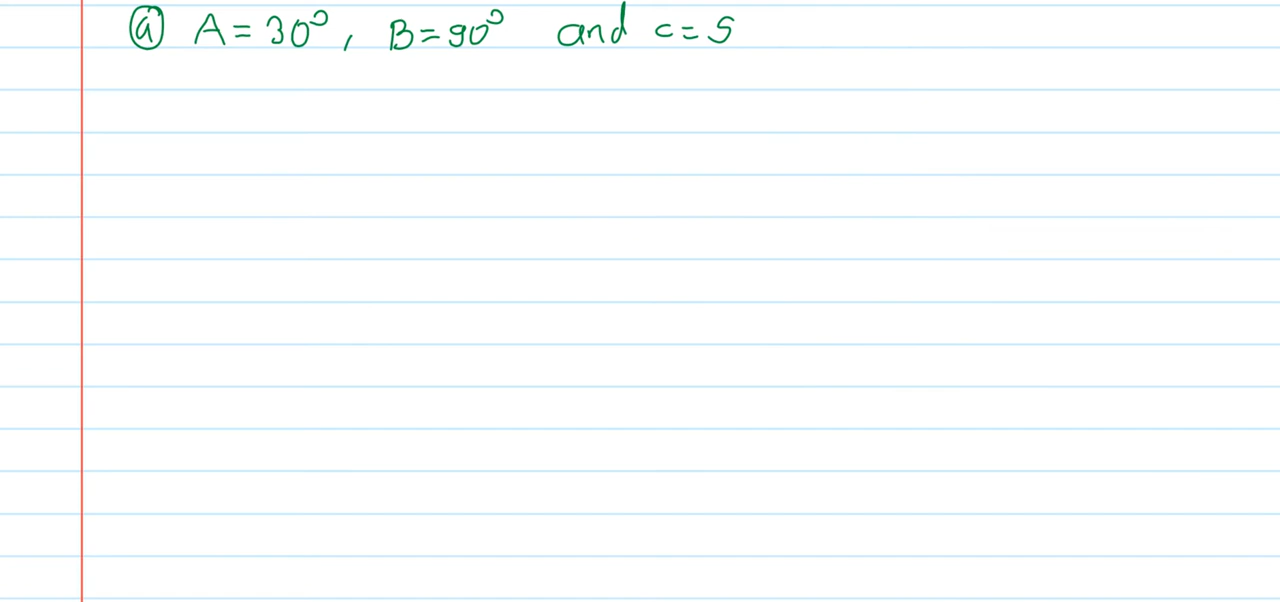 ⓐ A = 30°, B = 90° and c = 5